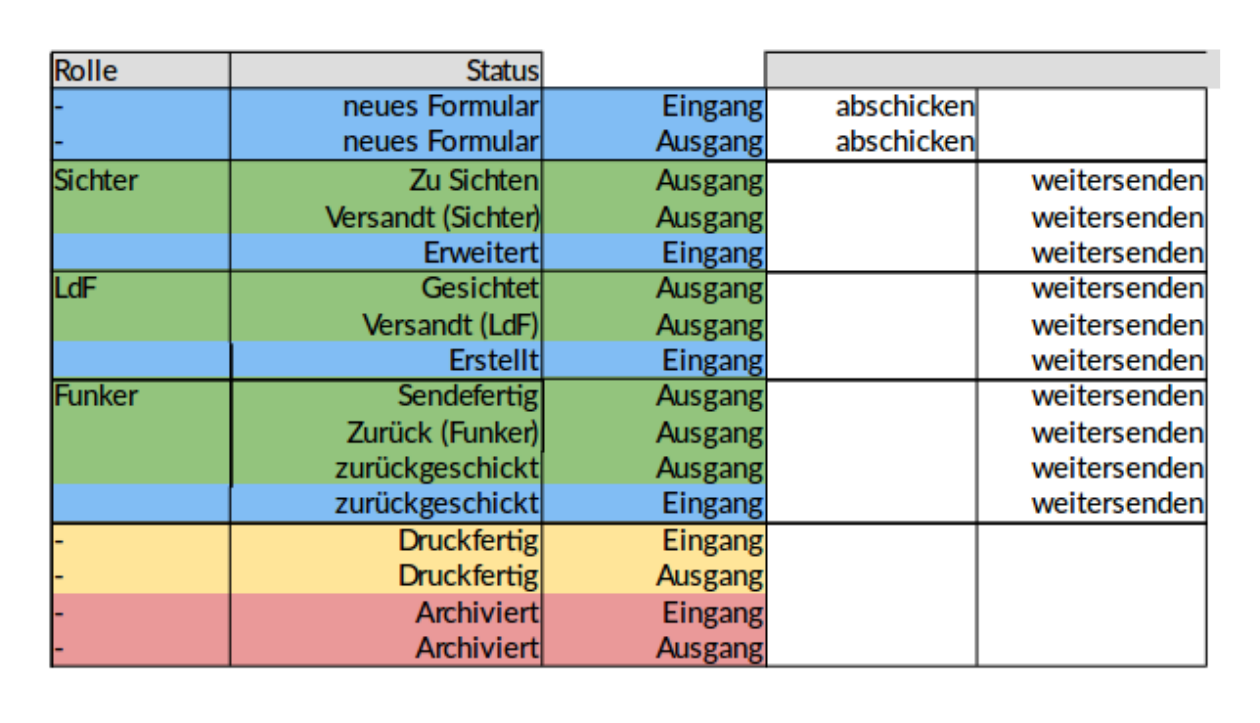 Rolle Status
- neues Formular Eingang abschicken
- neues Formular Ausgang abschicken
Sichter Zu Sichten Ausgang weitersenden
Versandt (Sichter) Ausgang weitersenden
Erweitert Eingang weitersenden
LdF Gesichtet Ausgang weitersenden
Versandt (LdF) Ausgang weitersenden
Erstellt Eingang weitersenden
Funker Sendefertig Ausgang weitersenden
Zurück (Funker) Ausgang weitersenden
zurückgeschickt Ausgang weitersenden
zurückgeschickt Eingang weitersenden
- Druckfertig Eingang
- Druckfertig Ausgang
- Archiviert Eingang
- Archiviert Ausgang